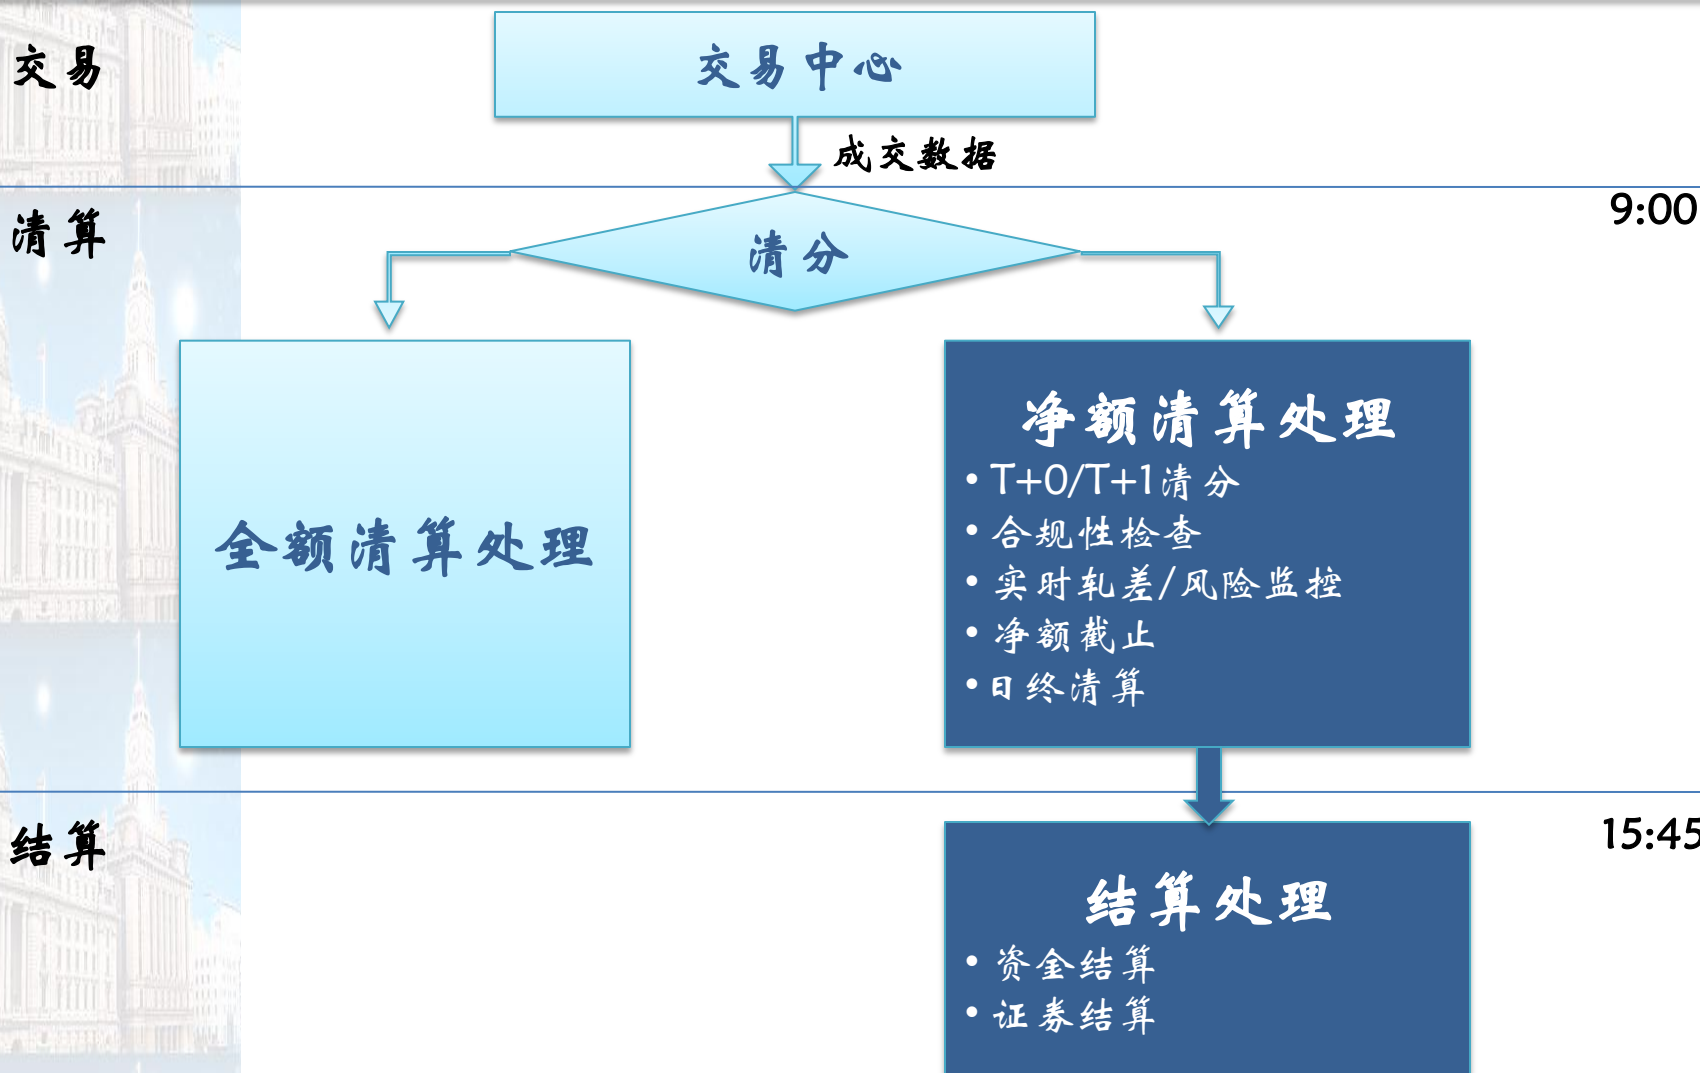 交易
交易中心
成交数据
9:00
清算
清分
全额清算处理
净额清算处理
• T+0/T+1清分
• 合规性检查
• 实时轧差/风险监控
• 净额截止
• 日终清算
结算
15:45
结算处理
• 资金结算
• 证券结算